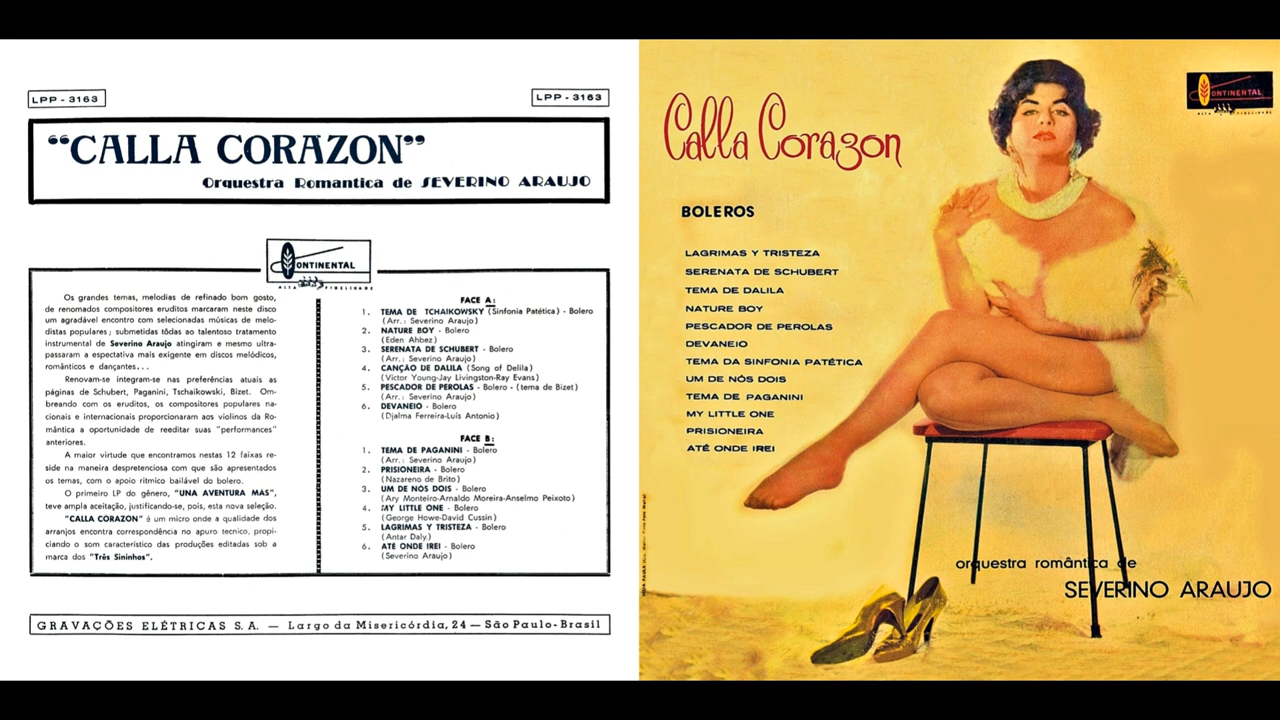 LPP - 3163
LPP - 3163
“CALLA CORAZON”
Orquestra Romantica de SEVERINO ARAUJO
CONTINENTAL
ALTA FIDELIDADE
Os grandes temas, melodias de refinado bom gosto,
de renomados compositores eruditos marcaram neste disco
um agradável encontro com selecionadas músicas de melo-
distas populares; submetidas tôdas ao talentoso tratamento
instrumental de Severino Araujo atingiram e mesmo ultra-
passaram a espectativa mais exigente em discos melódicos,
românticos e dançantes...
Renovam-se integram-se nas preferências atuais as
páginas de Schubert, Paganini, Tschaikowski, Bizet. Om-
breando com os eruditos, os compositores populares na-
cionais e internacionais proporcionaram aos violinos da Ro-
mântica a oportunidade de reeditar suas "performances"
anteriores.
A maior virtude que encontramos nestas 12 faixas re-
side na maneira despretenciosa com que são apresentados
os temas, com o apoio ritmico bailável do bolero.
O primeiro LP do gênero, "UNA AVENTURA MÁS",
teve ampla aceitação, justificando-se, pois, esta nova seleção.
"CALLA CORAZON" é um micro onde a qualidade dos
arranjos encontra correspondência no apuro tecnico, propi-
ciando o som característico das produções editadas sob a
marca dos "Três Sininhos".
FACE A:
1. TEMA DE TCHAIKOWSKY (Sinfonia Patética) - Bolero
(Arr.: Severino Araujo)
2. NATURE BOY - Bolero
(Eden Ahbez)
3. SERENATA DE SCHUBERT - Bolero
(Arr.: Severino Araujo)
4. CANÇÃO DE DALILA (Song of Delila)
(Victor Young-Jay Livingston-Ray Evans)
5. PESCADOR DE PEROLAS - Bolero - (tema de Bizet)
(Arr.: Severino Araujo)
6. DEVANEIO - Bolero
(Djalma Ferreira-Luís Antonio)
FACE B:
1. TEMA DE PAGANINI - Bolero
(Arr.: Severino Araujo)
2. PRISIONEIRA - Bolero
(Nazareno de Brito)
3. UM DE NÓS DOIS - Bolero
(Ary Monteiro-Arnaldo Moreira-Anselmo Peixoto)
4. MY LITTLE ONE - Bolero
(George Howe-David Cussin)
5. LAGRIMAS Y TRISTEZA - Bolero
(Antar Daly)
6. ATÉ ONDE IREI - Bolero
(Severino Araujo)
GRAVAÇÕES ELÉTRICAS S.A. — Largo da Misericórdia, 24 — São Paulo-Brasil
Calla Corazon
CONTINENTAL
ALTA FIDELIDADE
BOLEROS
LAGRIMAS Y TRISTEZA
SERENATA DE SCHUBERT
TEMA DE DALILA
NATURE BOY
PESCADOR DE PEROLAS
DEVANEIO
TEMA DA SINFONIA PATÉTICA
UM DE NÓS DOIS
TEMA DE PAGANINI
MY LITTLE ONE
PRISIONEIRA
ATÉ ONDE IREI
orquestra romântica de
SEVERINO ARAUJO